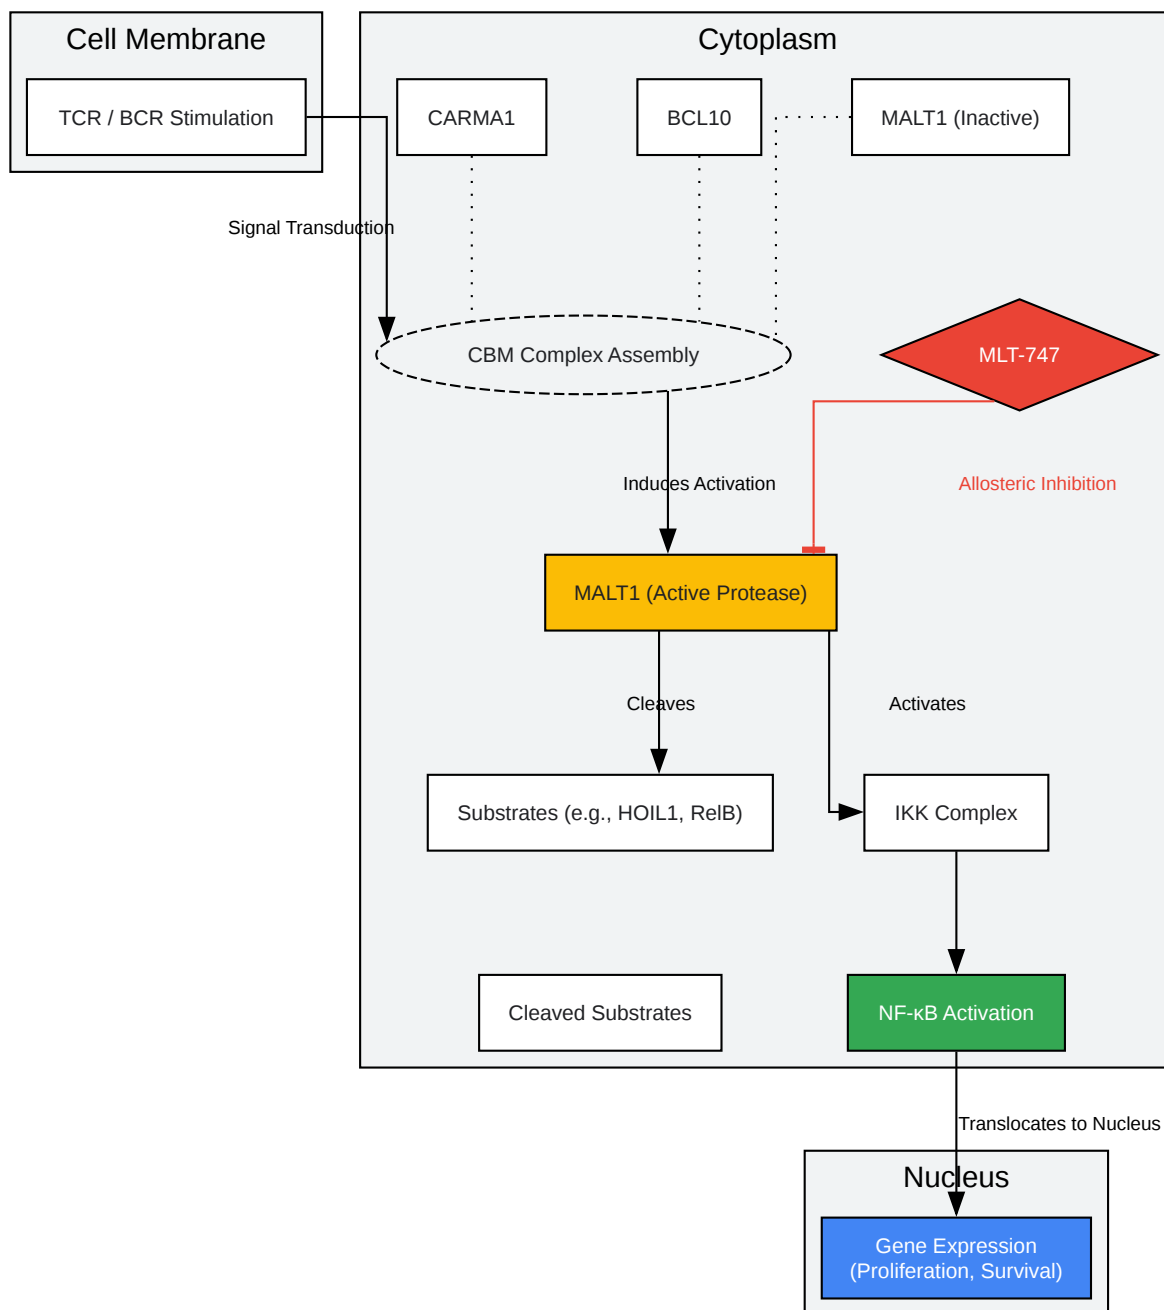 Cell Membrane
Cytoplasm
TCR / BCR Stimulation
CARMA1
BCL10
MALT1 (Inactive)
Signal Transduction
CBM Complex Assembly
MLT-747
Induces Activation
Allosteric Inhibition
MALT1 (Active Protease)
Cleaves
Activates
Substrates (e.g., HOIL1, RelB)
IKK Complex
Cleaved Substrates
NF-κB Activation
Translocates to Nucleus
Nucleus
Gene Expression
(Proliferation, Survival)